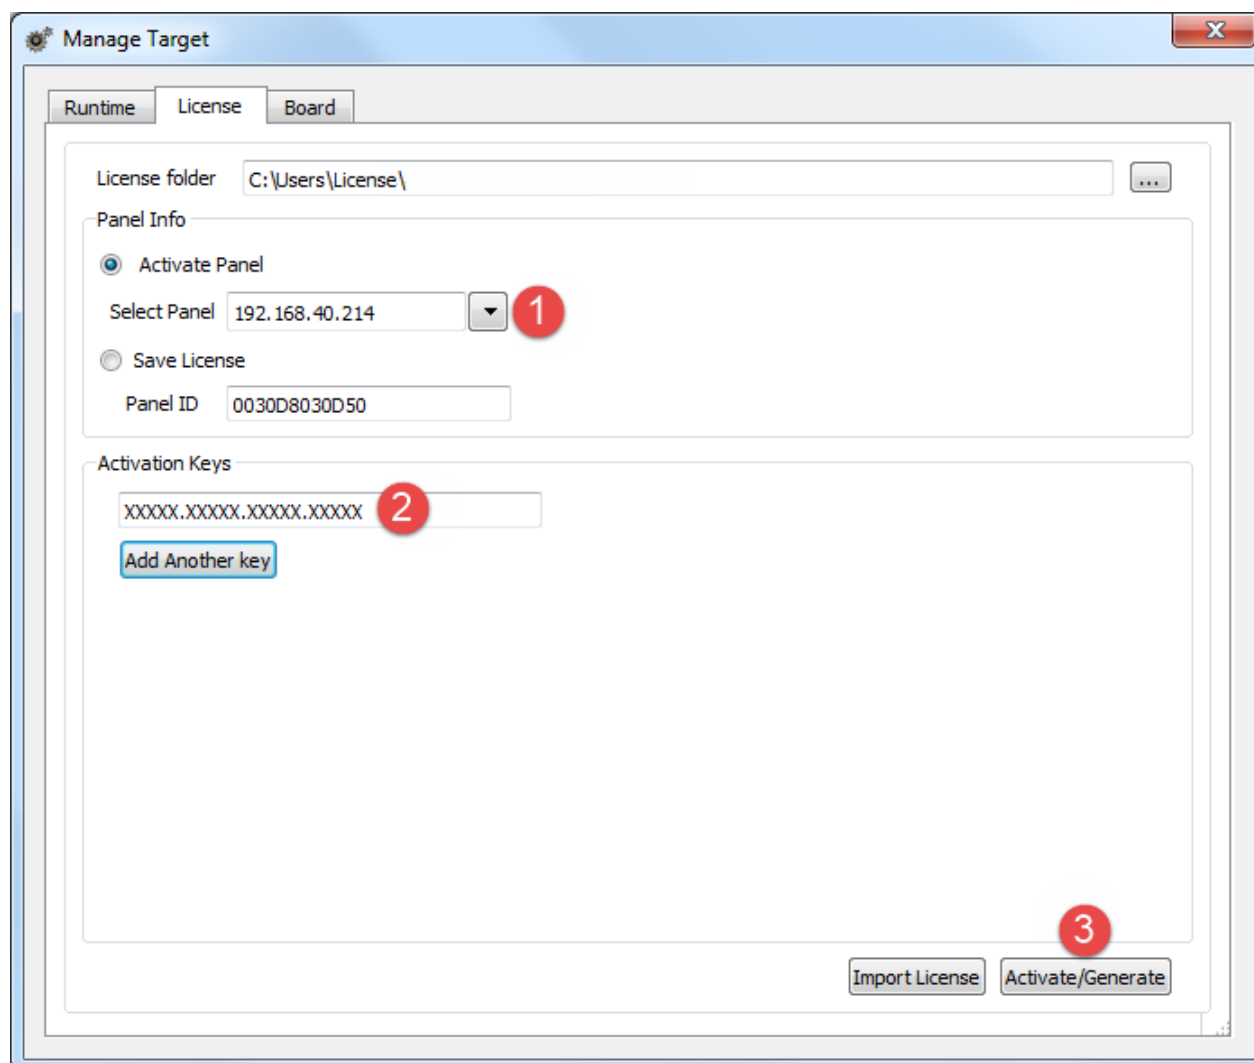 Manage Target
X
Runtime License Board
License folder C:\Users\License\ ...
Panel Info
Activate Panel
Select Panel 192.168.40.214 1
Save License
Panel ID 0030D8030D50
Activation Keys
XXXXX.XXXXX.XXXXX.XXXXX 2
Add Another key
3
Import License Activate/Generate